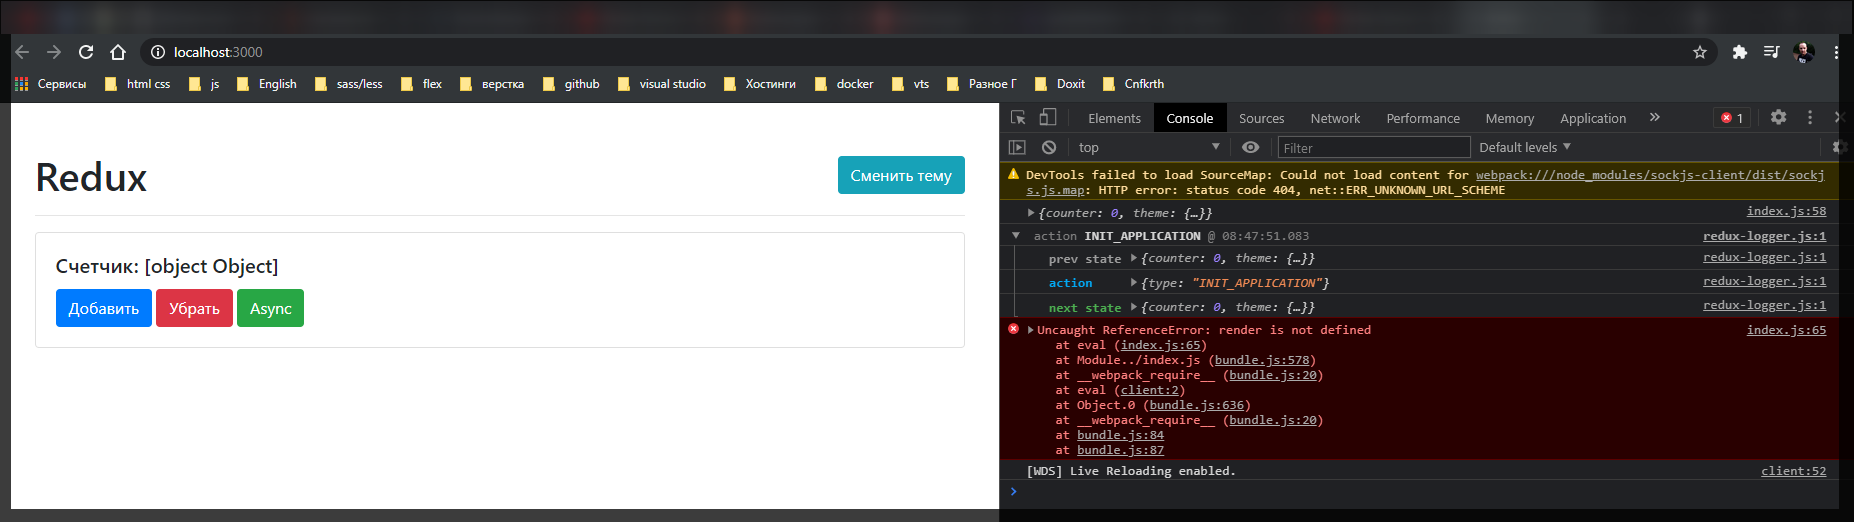 localhost:3000
Сервисы html css js English sass/less flex верстка github visual studio Хостинги docker vts Разное Г Doxit Cnfkrth
Redux
Сменить тему
Счетчик: [object Object]
Добавить Убрать Async
Elements Console Sources Network Performance Memory Application » 1
top Filter Default levels
DevTools failed to load SourceMap: Could not load content for webpack:///node_modules/sockjs-client/dist/sockj
s.js.map: HTTP error: status code 404, net::ERR_UNKNOWN_URL_SCHEME
{counter: 0, theme: {…}} index.js:58
action INIT_APPLICATION @ 08:47:51.083 redux-logger.js:1
prev state {counter: 0, theme: {…}} redux-logger.js:1
action {type: "INIT_APPLICATION"} redux-logger.js:1
next state {counter: 0, theme: {…}} redux-logger.js:1
Uncaught ReferenceError: render is not defined index.js:65
at eval (index.js:65)
at Module../index.js (bundle.js:578)
at __webpack_require__ (bundle.js:20)
at eval (client:2)
at Object.0 (bundle.js:636)
at __webpack_require__ (bundle.js:20)
at bundle.js:84
at bundle.js:87
[WDS] Live Reloading enabled. client:52